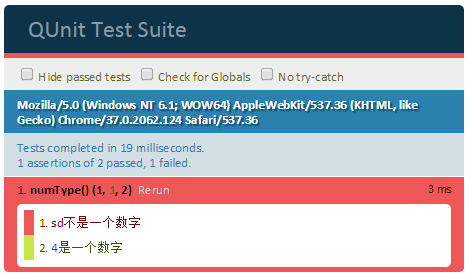 QUnit Test Suite
Hide passed tests Check for Globals No try-catch
Mozilla/5.0 (Windows NT 6.1; WOW64) AppleWebKit/537.36 (KHTML, like
Gecko) Chrome/37.0.2062.124 Safari/537.36
Tests completed in 19 milliseconds.
1 assertions of 2 passed, 1 failed.
1. numType() (1, 1, 2) Rerun 3 ms
1. sd不是一个数字
2. 4是一个数字